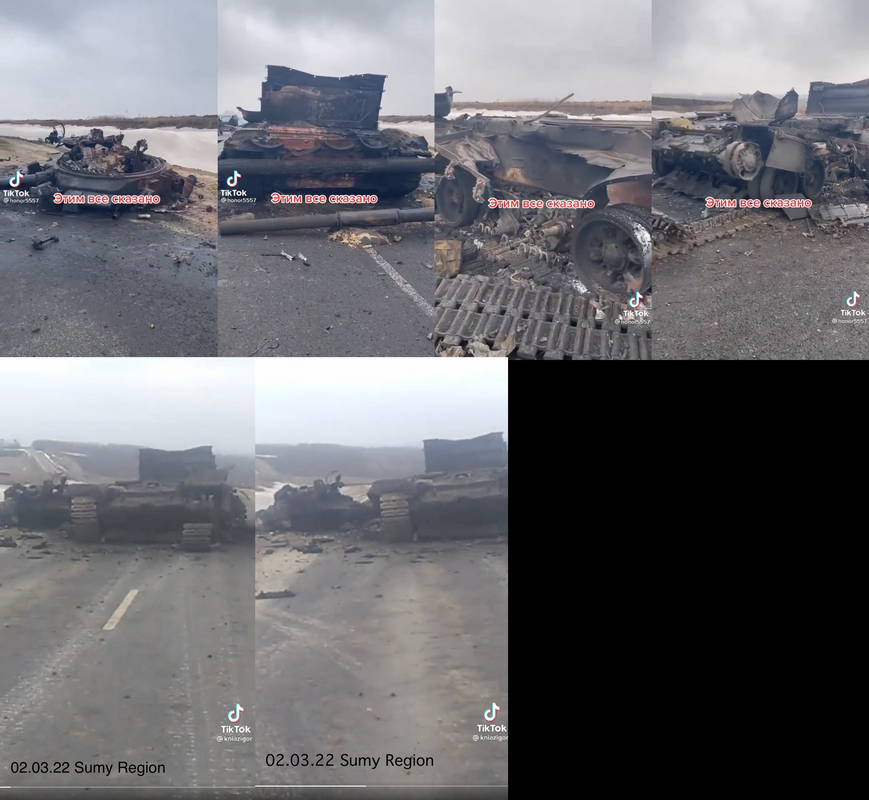 TikTok
@honor5557
Этим все сказано
TikTok
@honor5557
Этим все сказано
Этим все сказано
TikTok
@honor5557
Этим все сказано
TikTok
@honor5557
TikTok
@kniazigor
02.03.22 Sumy Region
TikTok
@kniazigor
02.03.22 Sumy Region